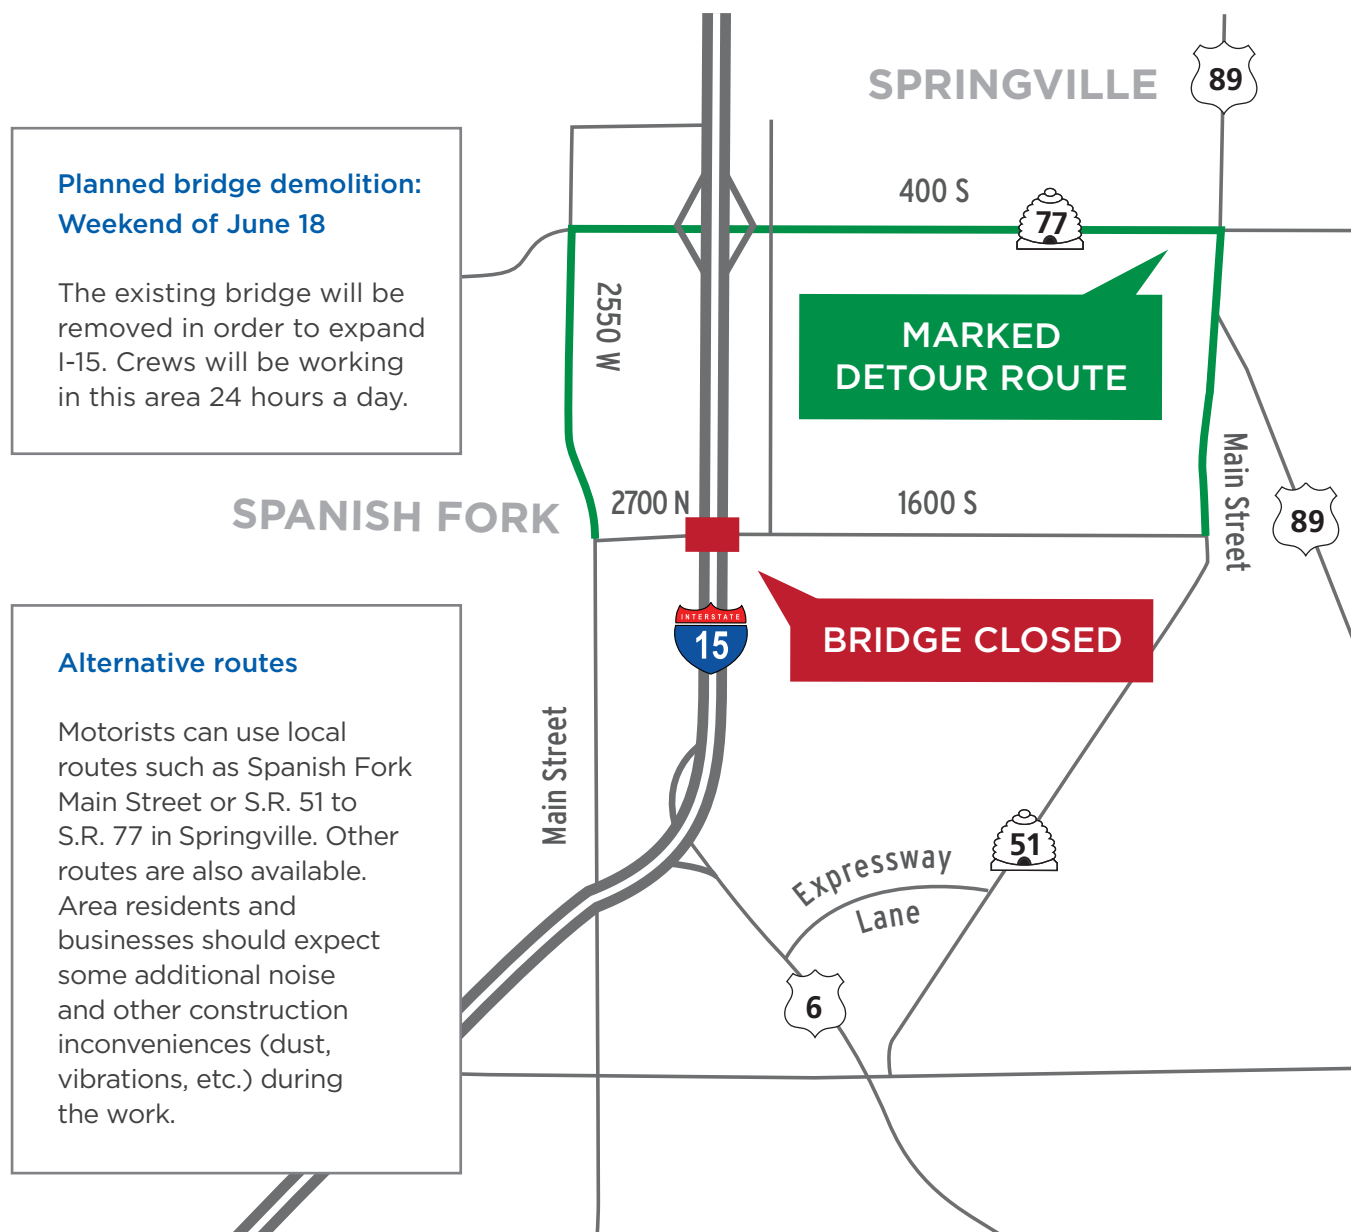 SPRINGVILLE
89
Planned bridge demolition:
Weekend of June 18
The existing bridge will be
removed in order to expand
I-15. Crews will be working
in this area 24 hours a day.
400 S
77
2550 W
MARKED
DETOUR ROUTE
Main Street
SPANISH FORK
2700 N
1600 S
89
INTERSTATE
15
BRIDGE CLOSED
Alternative routes
Motorists can use local
routes such as Spanish Fork
Main Street or S.R. 51 to
S.R. 77 in Springville. Other
routes are also available.
Area residents and
businesses should expect
some additional noise
and other construction
inconveniences (dust,
vibrations, etc.) during
the work.
Main Street
51
Expressway
Lane
6